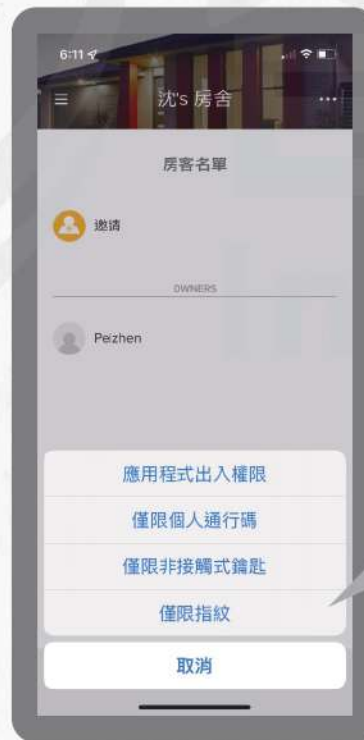 6:11
沈's 房舍
房客名單
邀請
OWNERS
Peizhen
應用程式出入權限
僅限個人通行碼
僅限非接觸式鑰匙
僅限指紋
取消